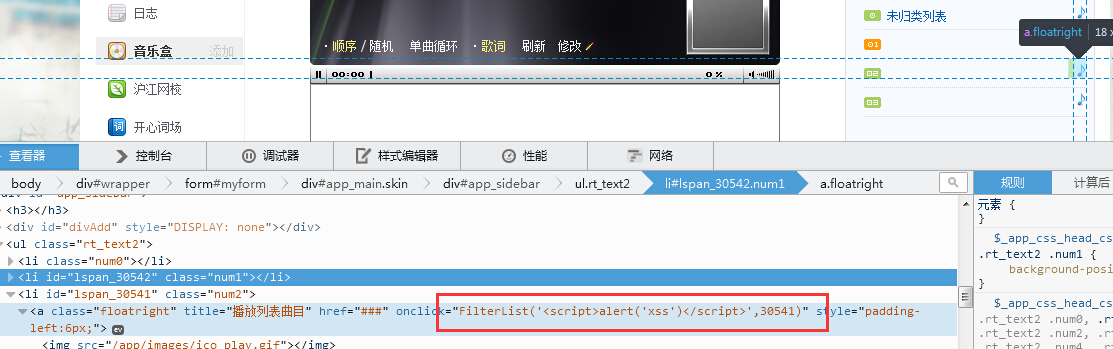 日志
音乐盒 添加
沪江网校
开心词场
·顺序 / 随机 单曲循环 ·歌词 刷新 修改
00:00
0 %
未归类列表
01
02
03
a.floatright 18 x
查看器 控制台 调试器 样式编辑器 性能 网络
body div#wrapper form#myform div#app_main.skin div#app_sidebar ul.rt_text2 li#lspan_30542.num1 a.floatright
规则 计算后
<h3></h3>
<div id="divAdd" style="DISPLAY: none"></div>
<ul class="rt_text2">
<li class="num0"></li>
<li id="lspan_30542" class="num1"></li>
<li id="lspan_30541" class="num2">
<a class="floatright" title="播放列表曲目" href="###" onclick="FilterList('<script>alert('xss')</script>',30541)" style="padding-
left:6px;"> ev
<img src="/app/images/ico_play.gif"></img>
元素 {
}
$_app_css_head_cs
.rt_text2 .num1 {
background-posi
}
$_app_css_head_cs
.rt_text2 .num0, .r
.rt_text2 .num2, .r
.rt_text2 .num4, .rt